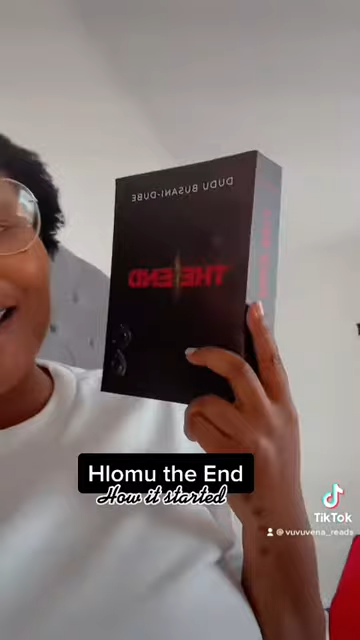 DUDU BUSANI-DUBE
THE END
Hlomu the End
How it started
TikTok
@vuvuvena_reads